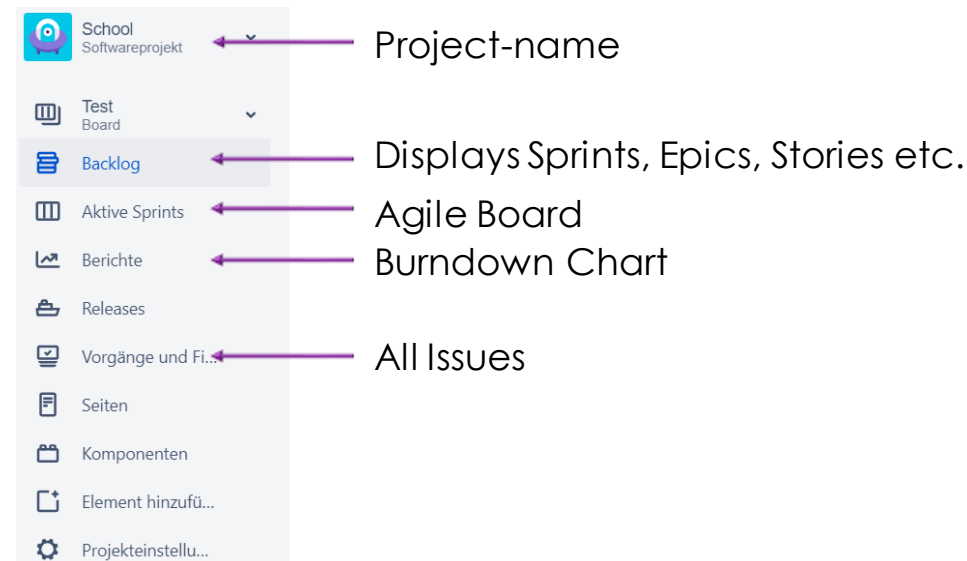 School
Softwareprojekt
Project-name
Test
Board
Backlog
Displays Sprints, Epics, Stories etc.
Aktive Sprints
Agile Board
Berichte
Burndown Chart
Releases
Vorgänge und Fi...
All Issues
Seiten
Komponenten
Element hinzufü...
Projekteinstellu...